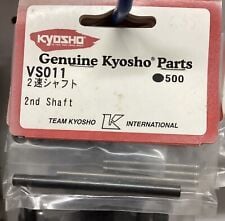 KYOSHO
Genuine Kyosho Parts
VS011
500
2速シャフト
2nd Shaft
TEAM KYOSHO K INTERNATIONAL